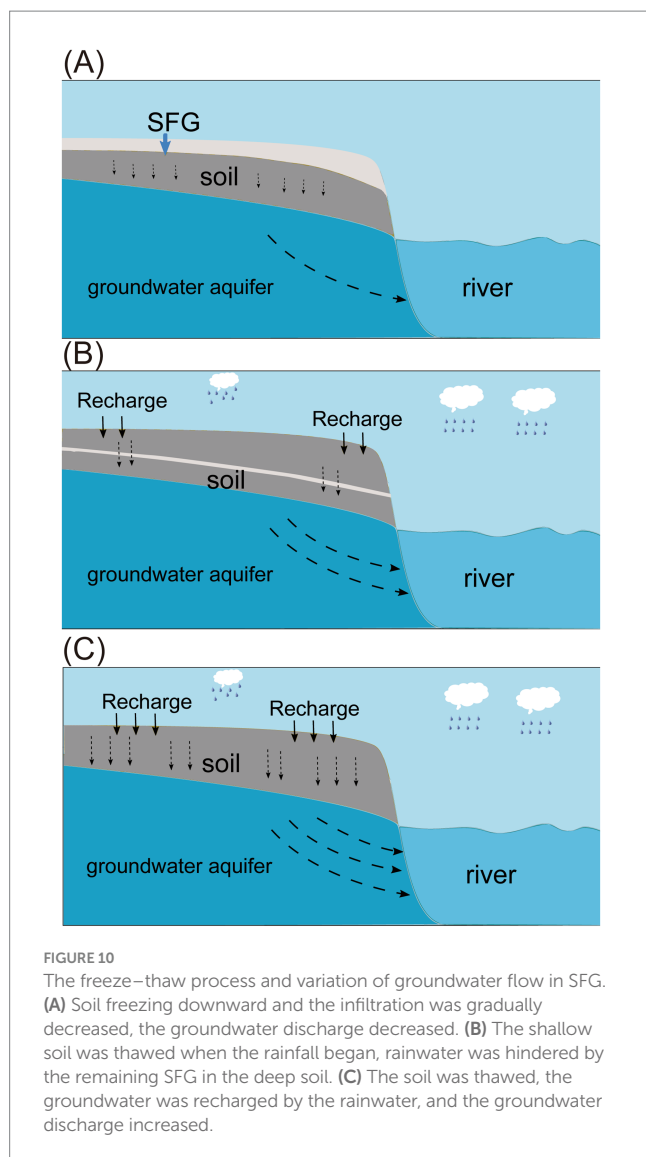 (A)
SFG
soil
groundwater aquifer
river
(B)
Recharge
Recharge
soil
groundwater aquifer
river
(C)
Recharge
Recharge
soil
groundwater aquifer
river
FIGURE 10
The freeze–thaw process and variation of groundwater flow in SFG.
(A) Soil freezing downward and the infiltration was gradually
decreased, the groundwater discharge decreased. (B) The shallow
soil was thawed when the rainfall began, rainwater was hindered by
the remaining SFG in the deep soil. (C) The soil was thawed, the
groundwater was recharged by the rainwater, and the groundwater
discharge increased.